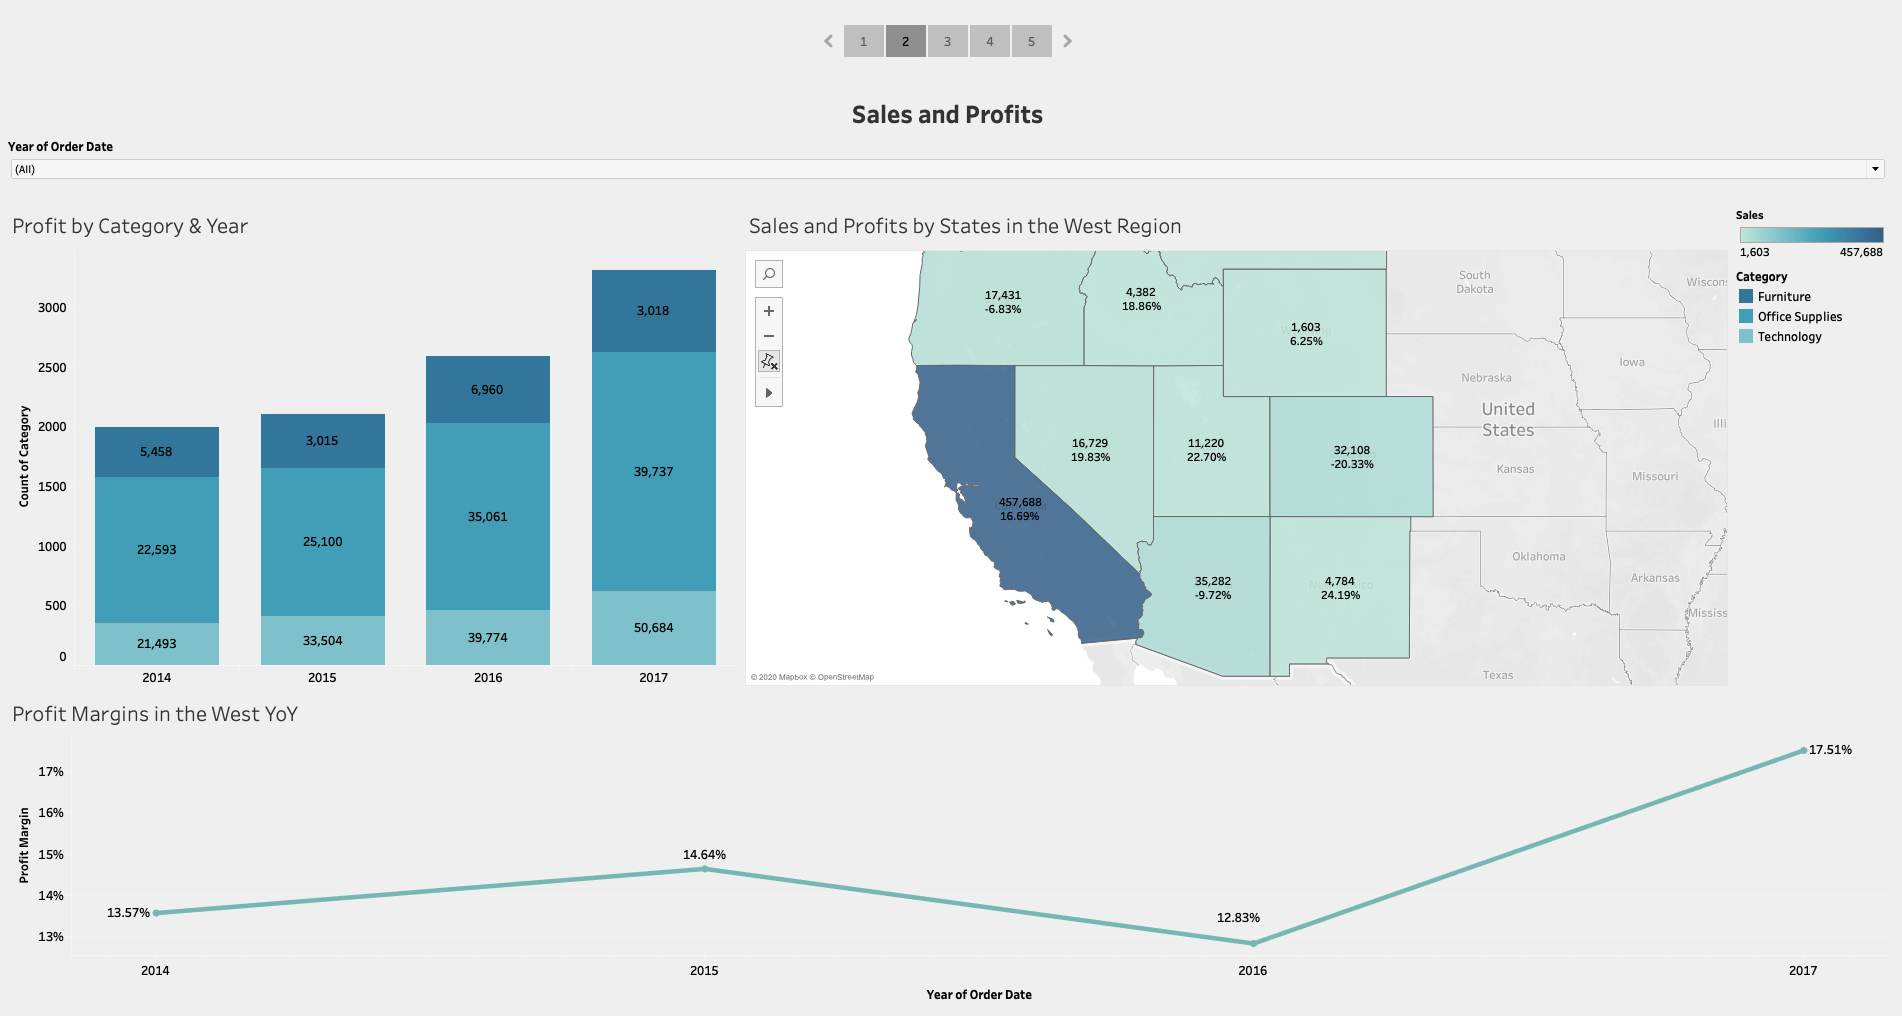 1 2 3 4 5
Sales and Profits
Year of Order Date
(All)
Profit by Category & Year
Count of Category
3000
2500
2000
1500
1000
500
0
5,458
22,593
21,493
3,015
25,100
33,504
6,960
35,061
39,774
3,018
39,737
50,684
2014 2015 2016 2017
Sales and Profits by States in the West Region
17,431
-6.83%
4,382
18.86%
1,603
6.25%
16,729
19.83%
11,220
22.70%
32,108
-20.33%
457,688
16.69%
35,282
-9.72%
4,784
24.19%
South
Dakota
Wiscons
Iowa
Nebraska
United
States
Illi
Kansas
Missouri
Oklahoma
Arkansas
Mississ
Texas
© 2020 Mapbox © OpenStreetMap
Sales
1,603 457,688
Category
Furniture
Office Supplies
Technology
Profit Margins in the West YoY
Profit Margin
17%
16%
15%
14%
13%
13.57%
14.64%
12.83%
17.51%
2014 2015 2016 2017
Year of Order Date